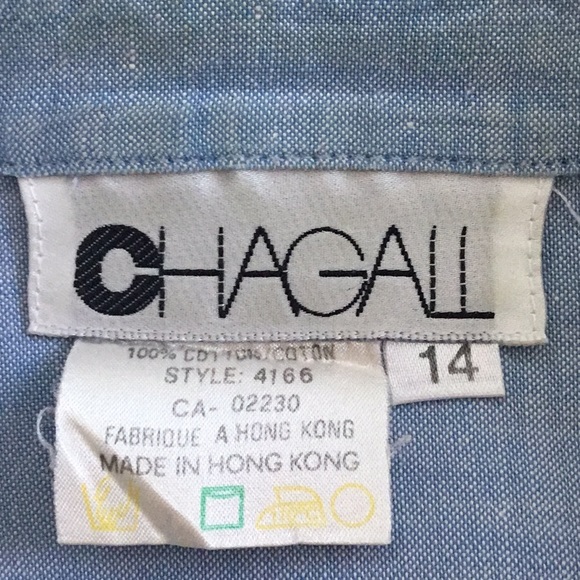 CHAGALL
14
100% COTTON/COTON
STYLE: 4166
CA- 02230
FABRIQUE A HONG KONG
MADE IN HONG KONG